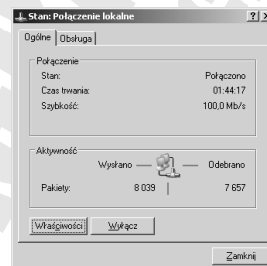 Stan: Połączenie lokalne
Ogólne Obsługa
Połączenie
Stan: Połączono
Czas trwania: 01:44:17
Szybkość: 100,0 Mb/s
Aktywność
Wysłano Odebrano
Pakiety: 8 039 7 657
Właściwości Wyłącz
Zamknij